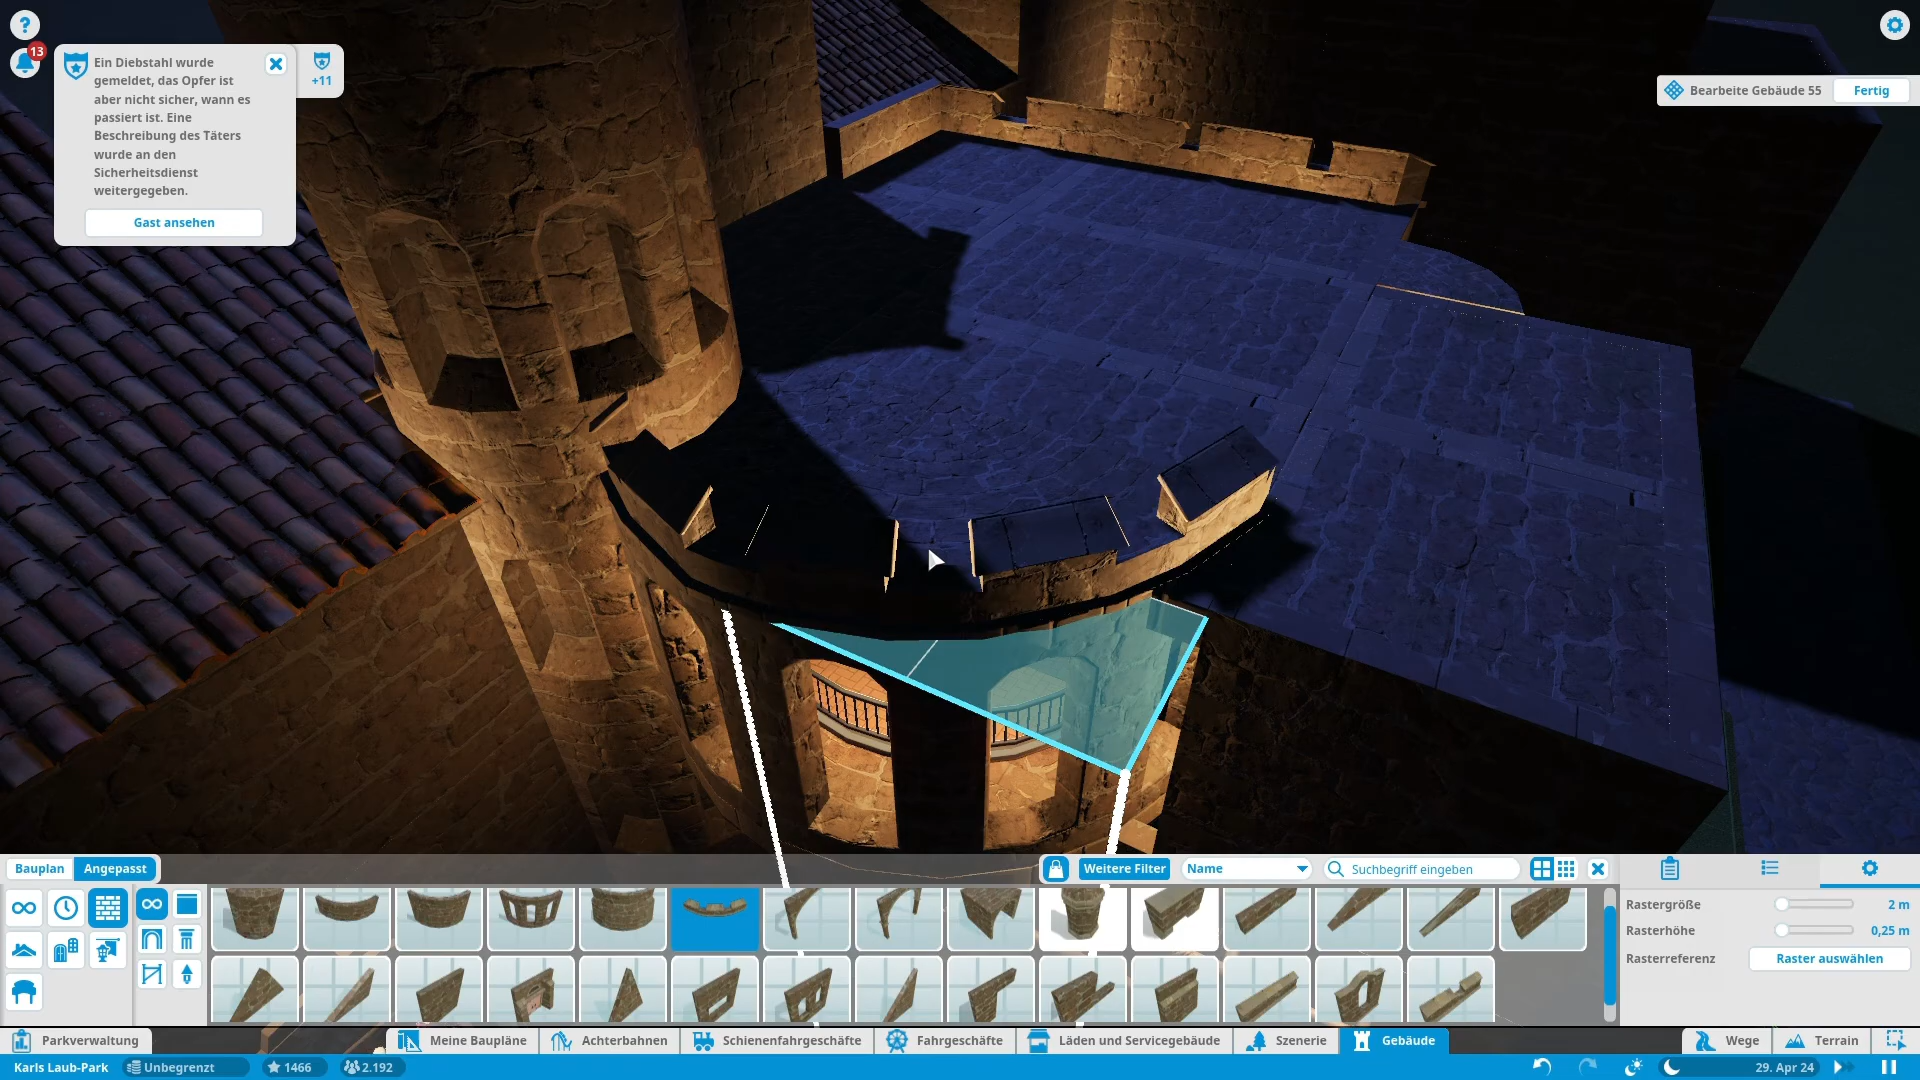 ?
13
Ein Diebstahl wurde
gemeldet, das Opfer ist
aber nicht sicher, wann es
passiert ist. Eine
Beschreibung des Täters
wurde an den
Sicherheitsdienst
weitergegeben.
Gast ansehen
+11
Bearbeite Gebäude 55
Fertig
Bauplan
Angepasst
Weitere Filter
Name
Suchbegriff eingeben
Rastergröße
2 m
Rasterhöhe
0,25 m
Rasterreferenz
Raster auswählen
Parkverwaltung
Meine Baupläne
Achterbahnen
Schienenfahrgeschäfte
Fahrgeschäfte
Läden und Servicegebäude
Szenerie
Gebäude
Wege
Terrain
Karls Laub-Park
Unbegrenzt
1466
2.192
29. Apr 24